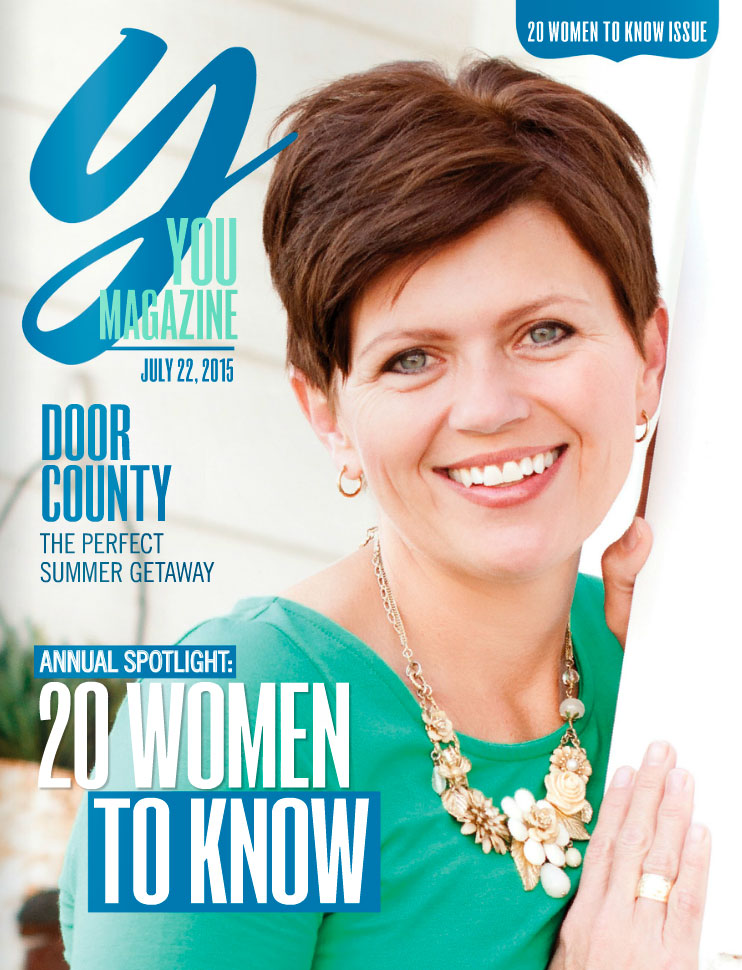 20 WOMEN TO KNOW ISSUE
y
YOU
MAGAZINE
JULY 22, 2015
DOOR
COUNTY
THE PERFECT
SUMMER GETAWAY
ANNUAL SPOTLIGHT:
20 WOMEN
TO KNOW